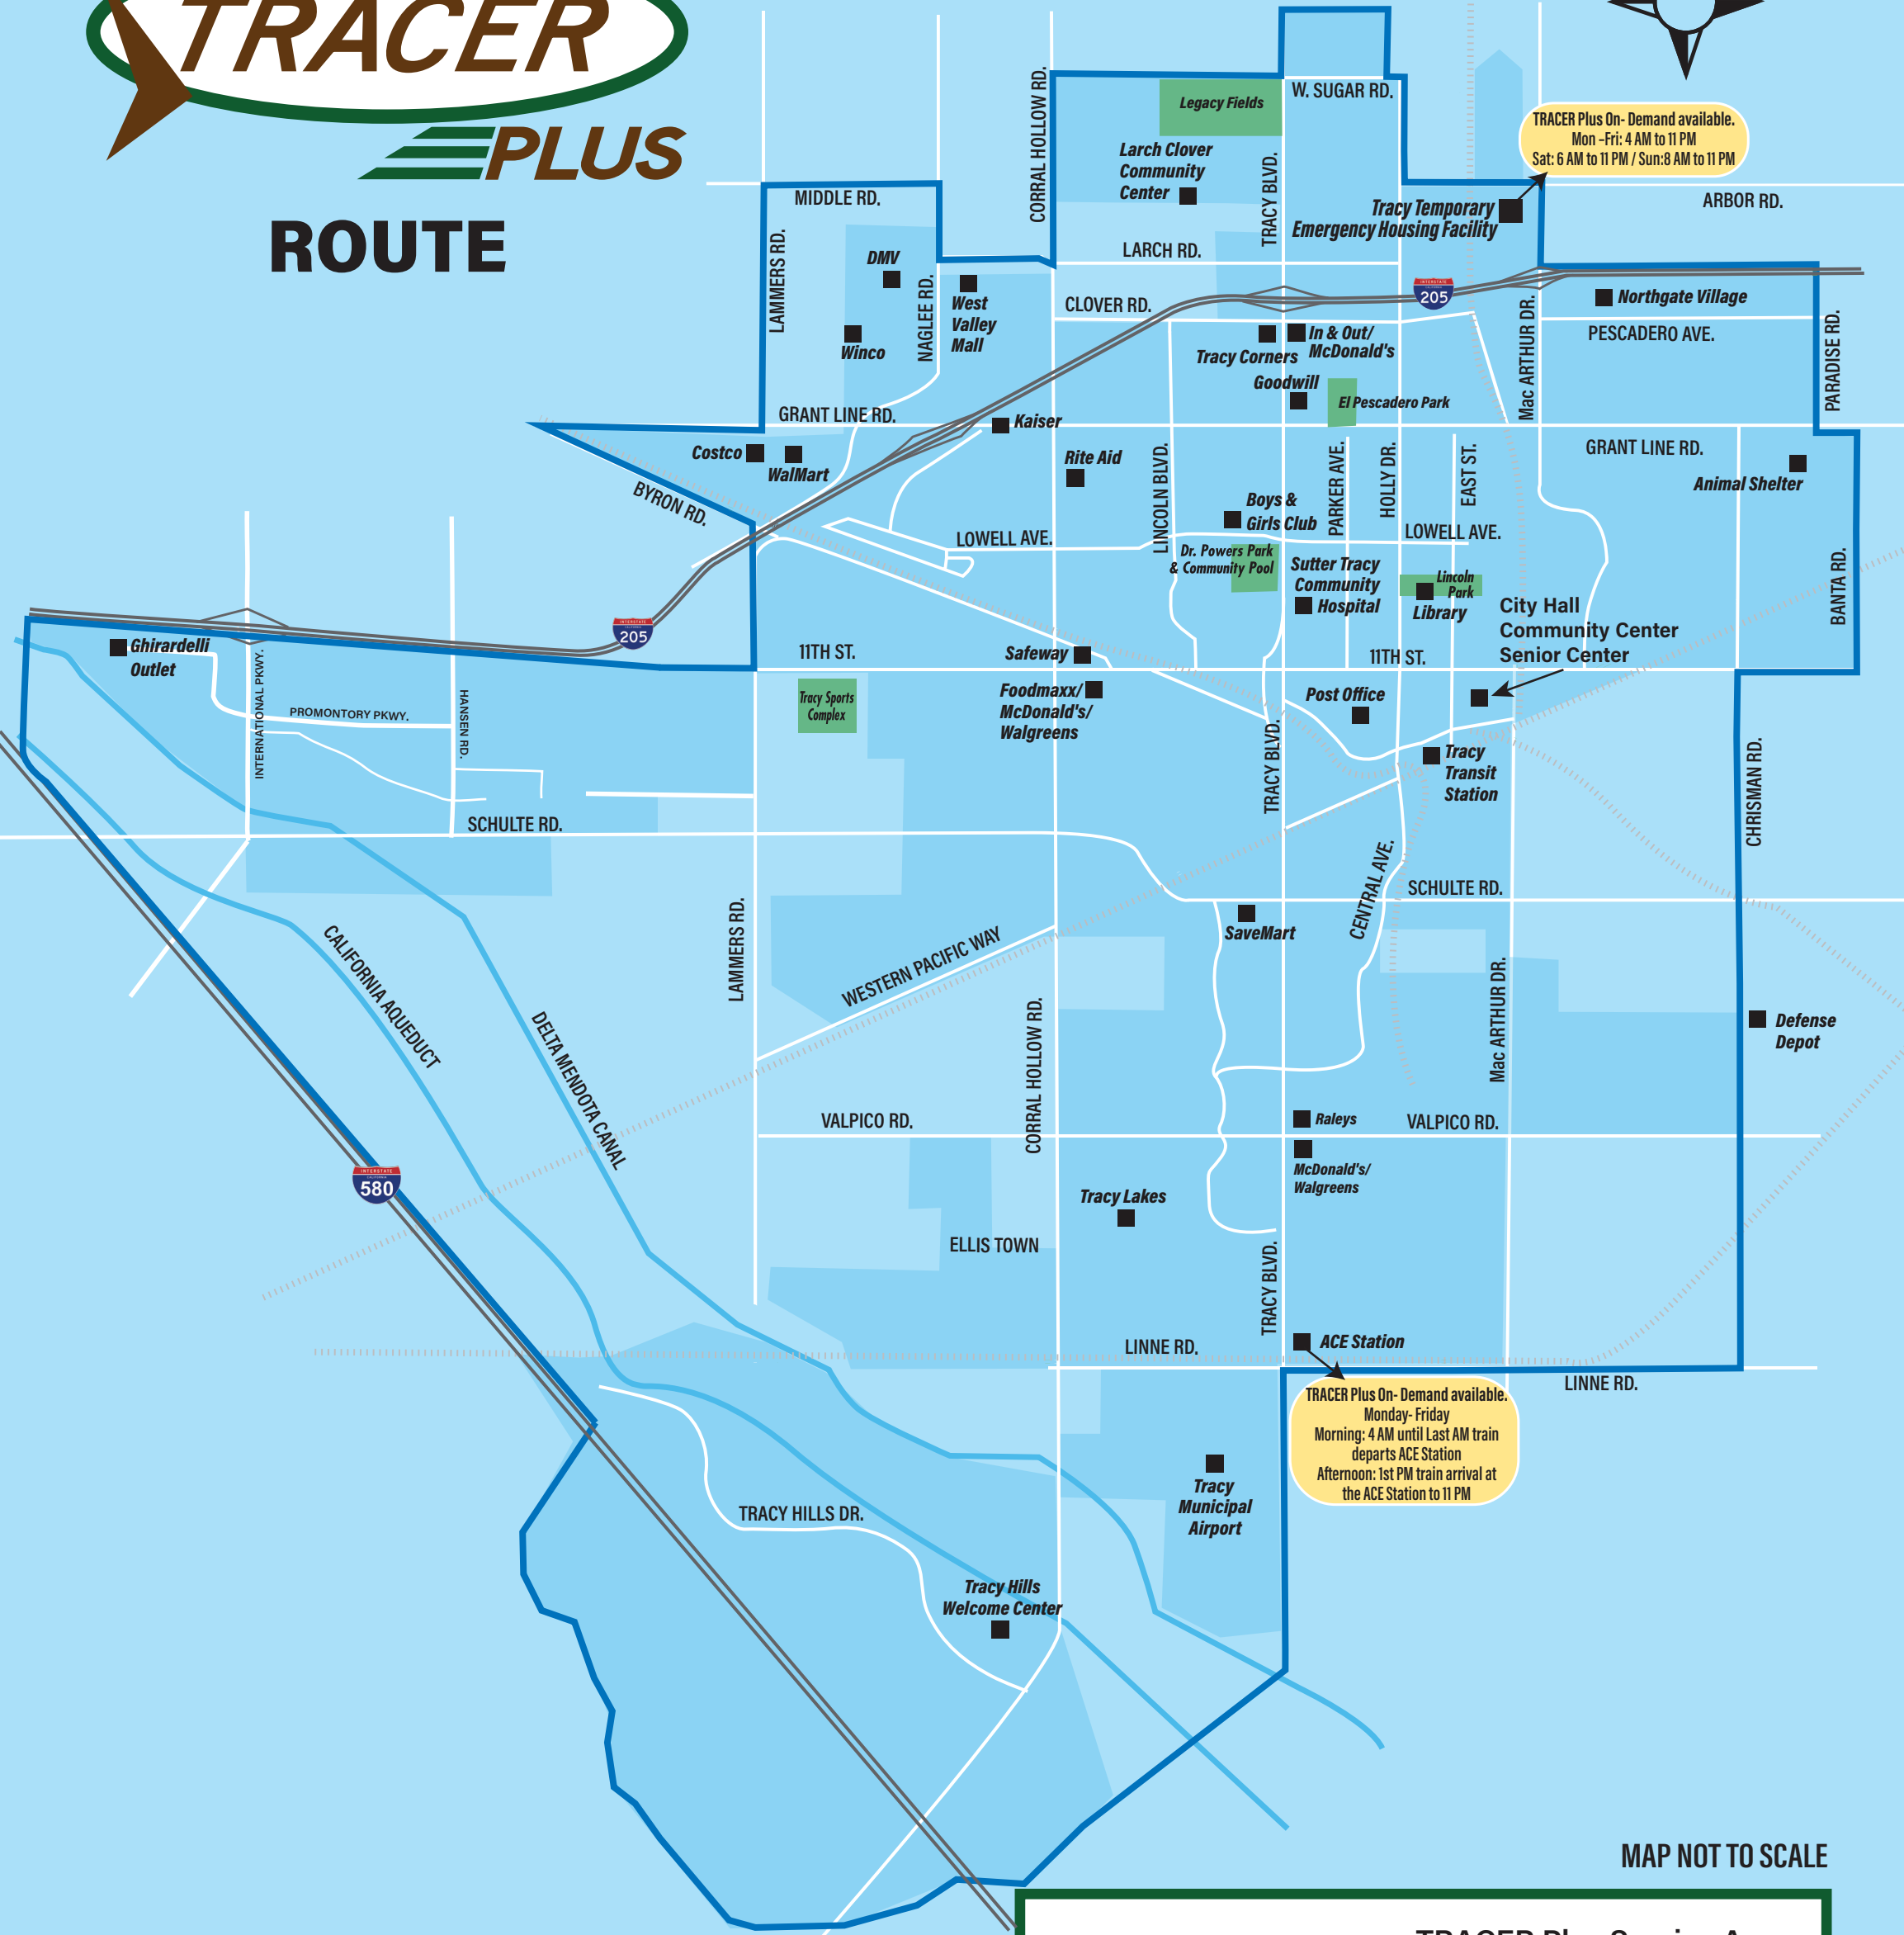 TRACER
PLUS
ROUTE
CORRAL HOLLOW RD.
Legacy Fields
W. SUGAR RD.
TRACER Plus On- Demand available.
Mon –Fri: 4 AM to 11 PM
Sat: 6 AM to 11 PM / Sun:8 AM to 11 PM
Larch Clover
Community
Center
TRACY BLVD.
MIDDLE RD.
ARBOR RD.
Tracy Temporary
Emergency Housing Facility
LAMMERS RD.
DMV
NAGLEE RD.
West
Valley
Mall
Winco
LARCH RD.
CLOVER RD.
INTERSTATE
CALIFORNIA
205
Northgate Village
PESCADERO AVE.
Mac ARTHUR DR.
PARADISE RD.
Tracy Corners
In & Out/
McDonald's
Goodwill
El Pescadero Park
GRANT LINE RD.
Kaiser
Costco
WalMart
BYRON RD.
Rite Aid
LINCOLN BLVD.
PARKER AVE.
HOLLY DR.
EAST ST.
GRANT LINE RD.
Animal Shelter
Boys &
Girls Club
LOWELL AVE.
LOWELL AVE.
Dr. Powers Park
& Community Pool
Sutter Tracy
Community
Hospital
Lincoln
Park
Library
City Hall
Community Center
Senior Center
BANTA RD.
INTERSTATE
CALIFORNIA
205
Ghirardelli
Outlet
11TH ST.
Safeway
11TH ST.
INTERNATIONAL PKWY.
PROMONTORY PKWY.
HANSEN RD.
Tracy Sports
Complex
Foodmaxx/
McDonald's/
Walgreens
Post Office
TRACY BLVD.
Tracy
Transit
Station
CHRISMAN RD.
SCHULTE RD.
CENTRAL AVE.
SCHULTE RD.
SaveMart
LAMMERS RD.
WESTERN PACIFIC WAY
CALIFORNIA AQUEDUCT
DELTA MENDOTA CANAL
CORRAL HOLLOW RD.
Mac ARTHUR DR.
Defense
Depot
VALPICO RD.
Raleys
VALPICO RD.
McDonald's/
Walgreens
INTERSTATE
CALIFORNIA
580
Tracy Lakes
ELLIS TOWN
TRACY BLVD.
LINNE RD.
ACE Station
LINNE RD.
TRACER Plus On- Demand available.
Monday- Friday
Morning: 4 AM until Last AM train
departs ACE Station
Afternoon: 1st PM train arrival at
the ACE Station to 11 PM
Tracy
Municipal
Airport
TRACY HILLS DR.
Tracy Hills
Welcome Center
MAP NOT TO SCALE